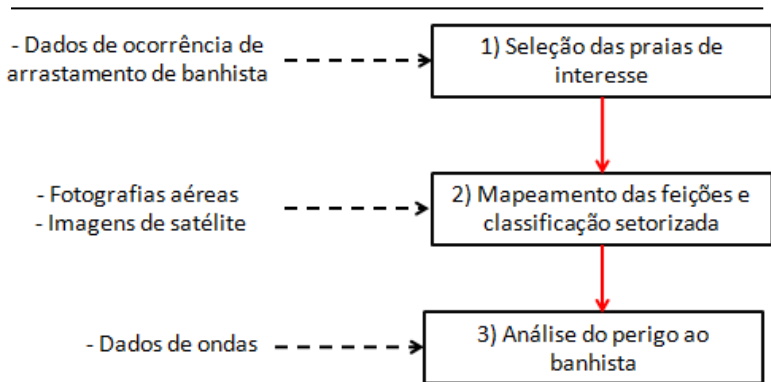 - Dados de ocorrência de
arrastamento de banhista
1) Seleção das praias de
interesse
- Fotografias aéreas
- Imagens de satélite
2) Mapeamento das feições e
classificação setorizada
- Dados de ondas
3) Análise do perigo ao
banhista